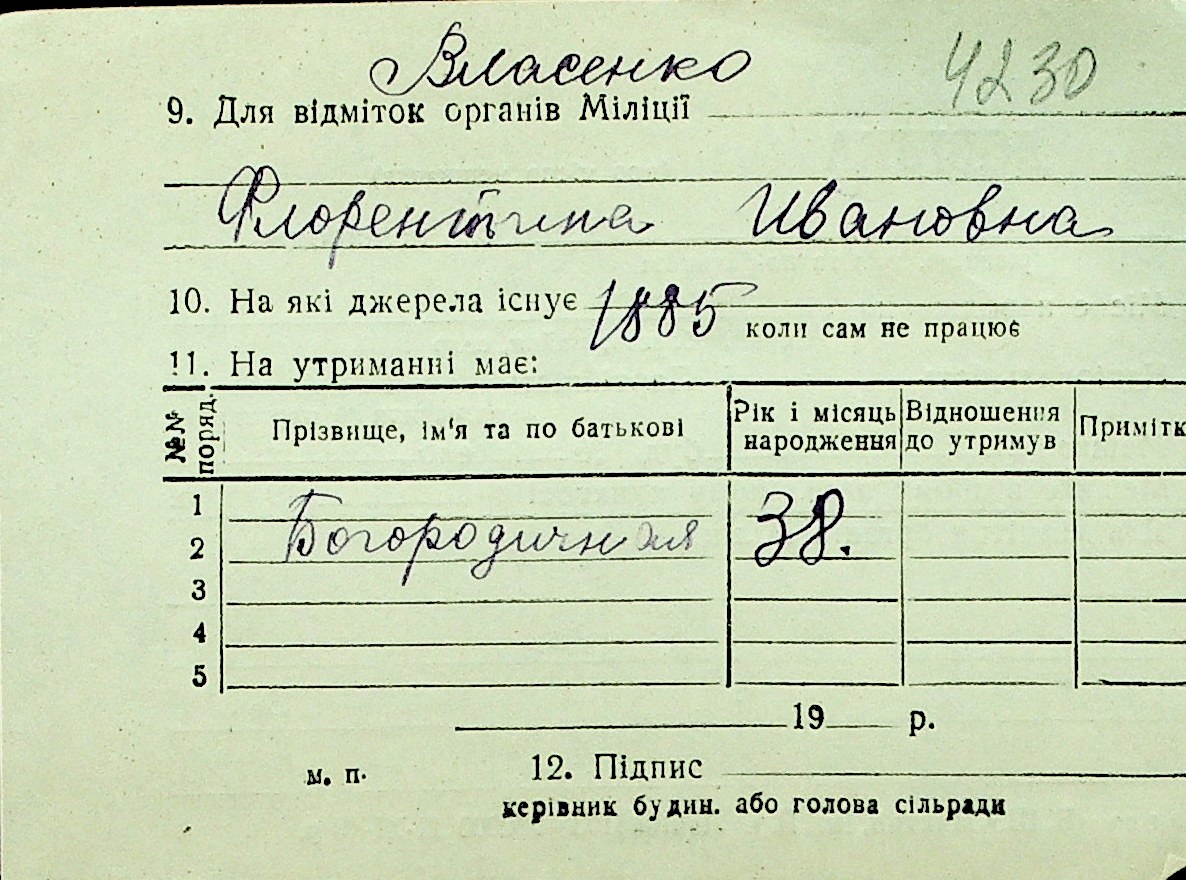 Власенко 4230
9. Для відміток органів Міліції
Флорентина Ивановна
10. На які джерела існує 1885 коли сам не працює
11. На утриманні має:
№№ поряд. Прізвище, ім'я та по батькові Рік і місяць народження Відношення до утримув Примітк
1
2 Богородичная 38.
3
4
5
19 р.
м. п. 12. Підпис
керівник будин. або голова сільради